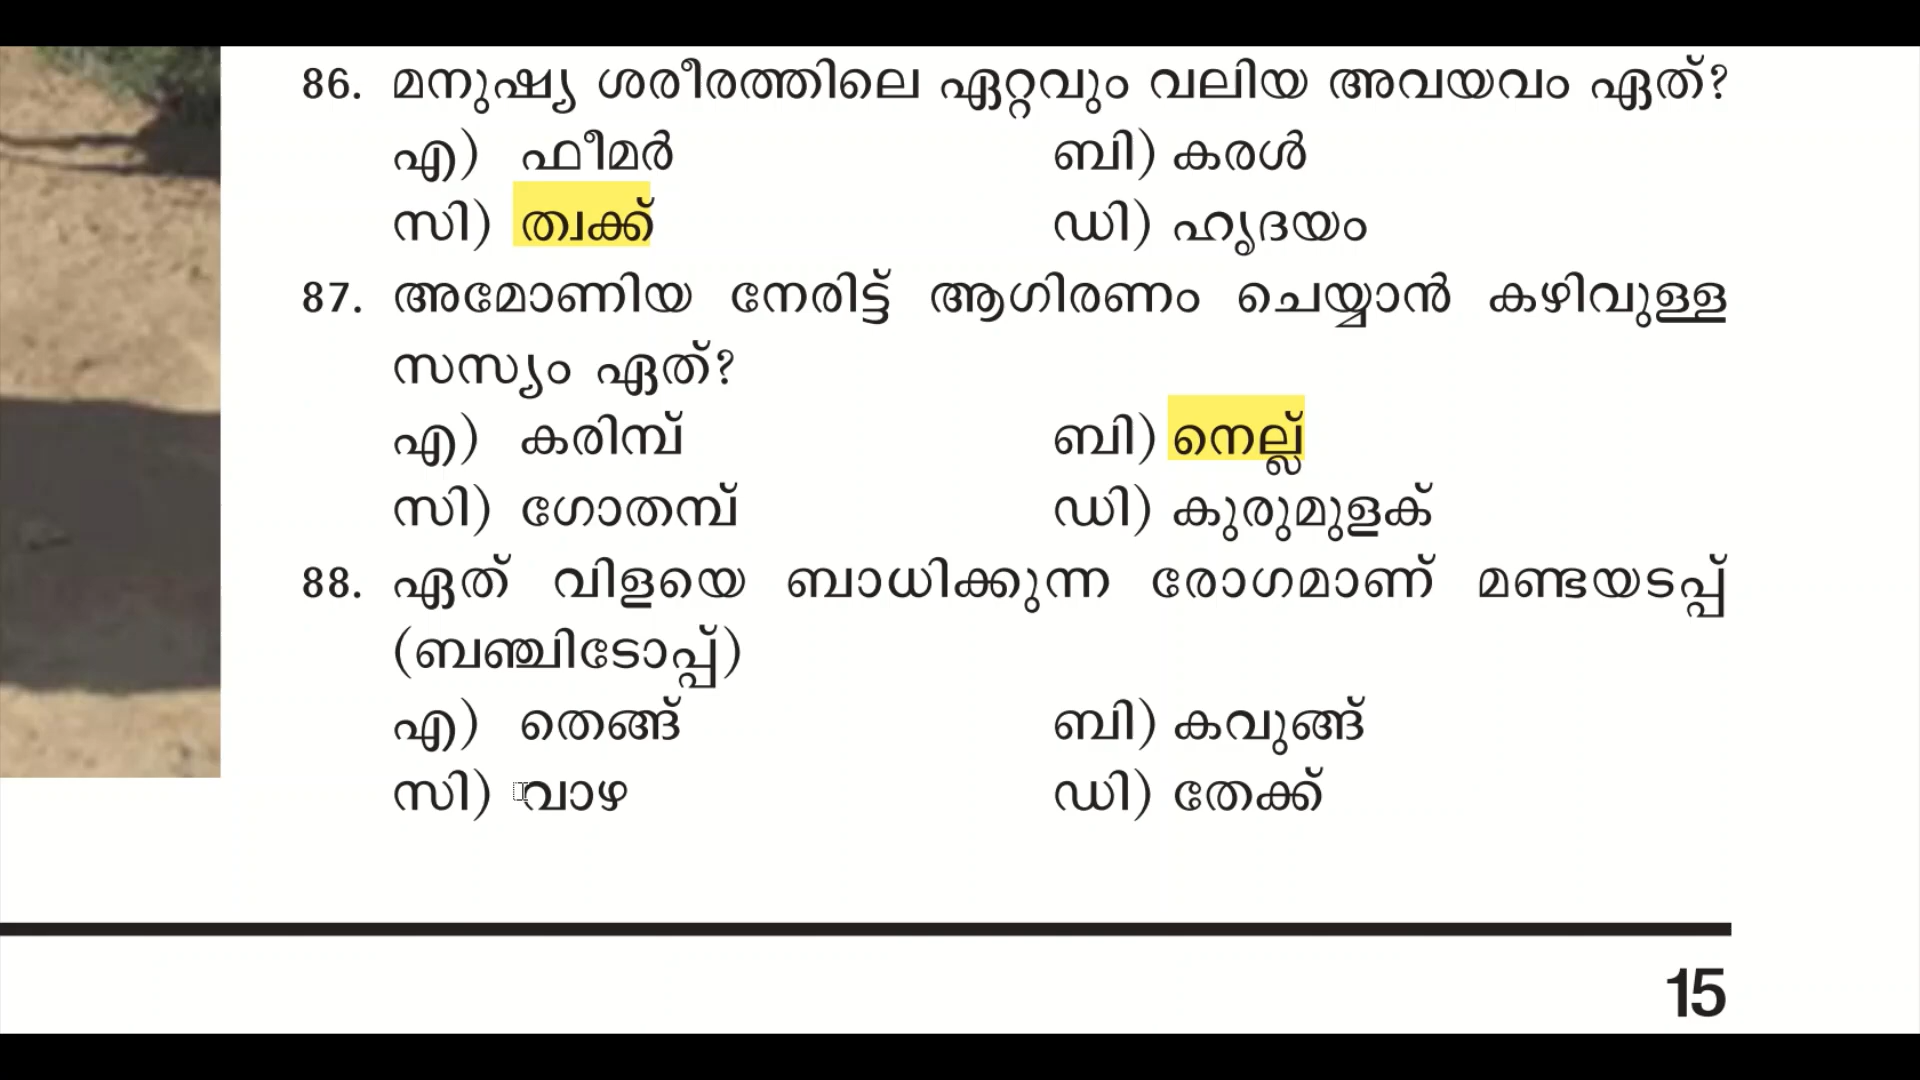 86. മനുഷ്യ ശരീരത്തിലെ ഏറ്റവും വലിയ അവയവം ഏത്?
എ) ഫീമർ ബി) കരൾ
സി) ത്വക്ക് ഡി) ഹൃദയം
87. അമോണിയ നേരിട്ട് ആഗിരണം ചെയ്യാൻ കഴിവുള്ള
സസ്യം ഏത്?
എ) കരിമ്പ് ബി) നെല്ല്
സി) ഗോതമ്പ് ഡി) കുരുമുളക്
88. ഏത് വിളയെ ബാധിക്കുന്ന രോഗമാണ് മണ്ടയടപ്പ്
(ബഞ്ചിടോപ്പ്)
എ) തെങ്ങ് ബി) കവുങ്ങ്
സി) വാഴ ഡി) തേക്ക്
15